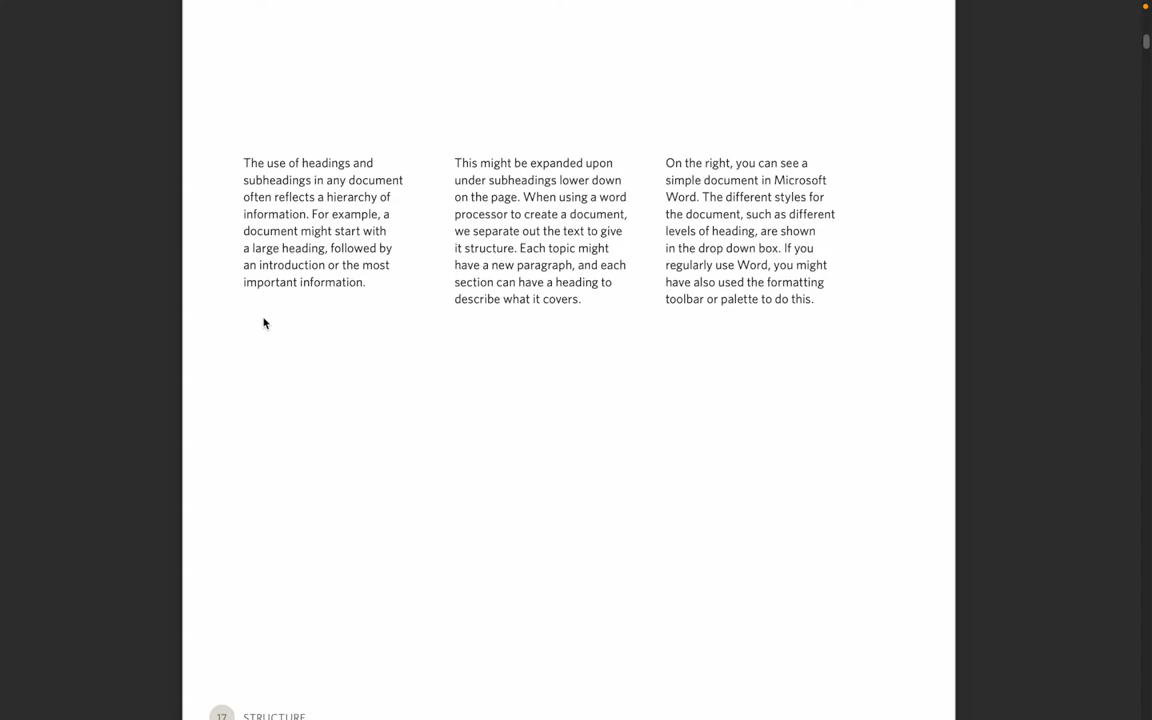 The use of headings and
subheadings in any document
often reflects a hierarchy of
information. For example, a
document might start with
a large heading, followed by
an introduction or the most
important information.
This might be expanded upon
under subheadings lower down
on the page. When using a word
processor to create a document,
we separate out the text to give
it structure. Each topic might
have a new paragraph, and each
section can have a heading to
describe what it covers.
On the right, you can see a
simple document in Microsoft
Word. The different styles for
the document, such as different
levels of heading, are shown
in the drop down box. If you
regularly use Word, you might
have also used the formatting
toolbar or palette to do this.
17 STRUCTURE